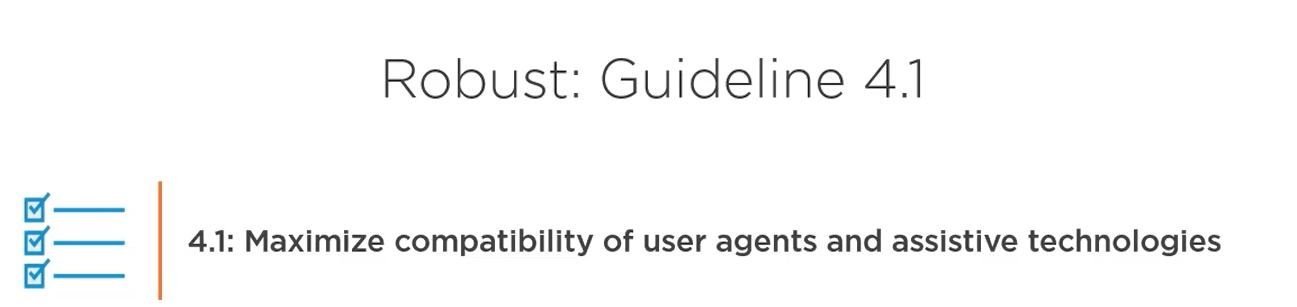 Robust: Guideline 4.1
4.1: Maximize compatibility of user agents and assistive technologies